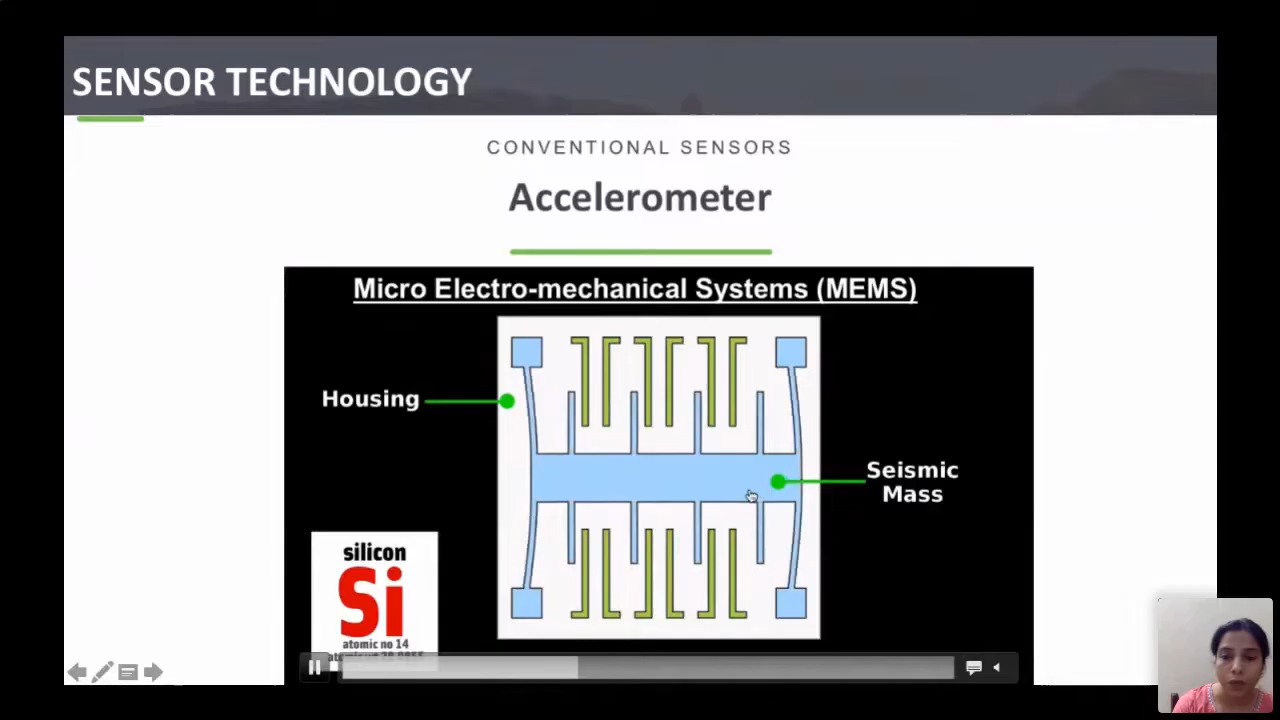 SENSOR TECHNOLOGY
CONVENTIONAL SENSORS
Accelerometer
Micro Electro-mechanical Systems (MEMS)
Housing
Seismic
Mass
silicon
Si
atomic no 14